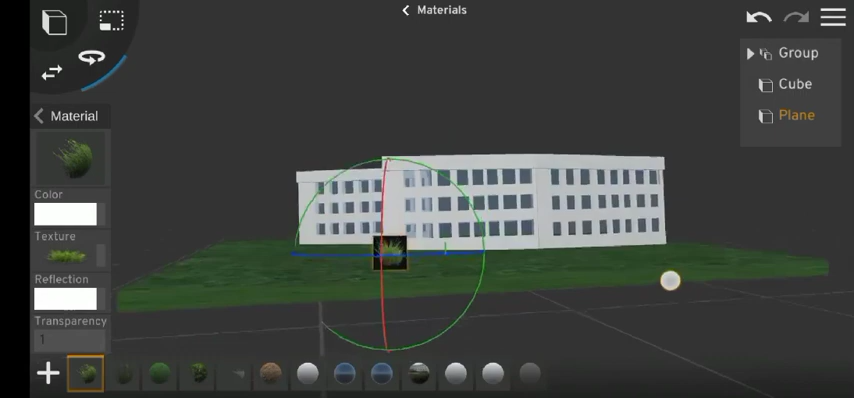 Materials
Group
Cube
Plane
Material
Color
Texture
Reflection
Transparency
1